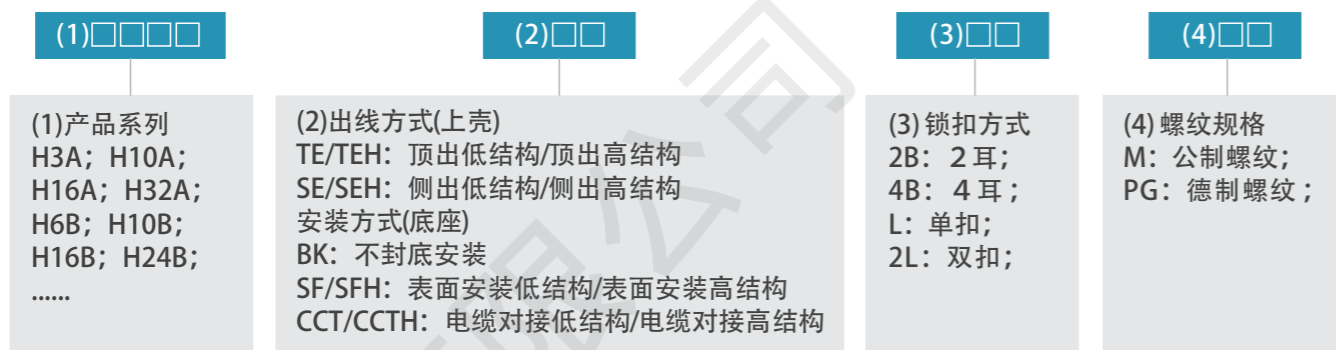 (1)□□□□
(2)□□
(3)□□
(4)□□
(1)产品系列
H3A；H10A；
H16A；H32A；
H6B；H10B；
H16B；H24B；
......
(2)出线方式(上壳)
TE/TEH：顶出低结构/顶出高结构
SE/SEH：侧出低结构/侧出高结构
安装方式(底座)
BK：不封底安装
SF/SFH：表面安装低结构/表面安装高结构
CCT/CCTH：电缆对接低结构/电缆对接高结构
(3) 锁扣方式
2B：２耳；
4B：４耳；
L：单扣；
2L：双扣；
(4) 螺纹规格
M：公制螺纹；
PG：德制螺纹；
有限公司